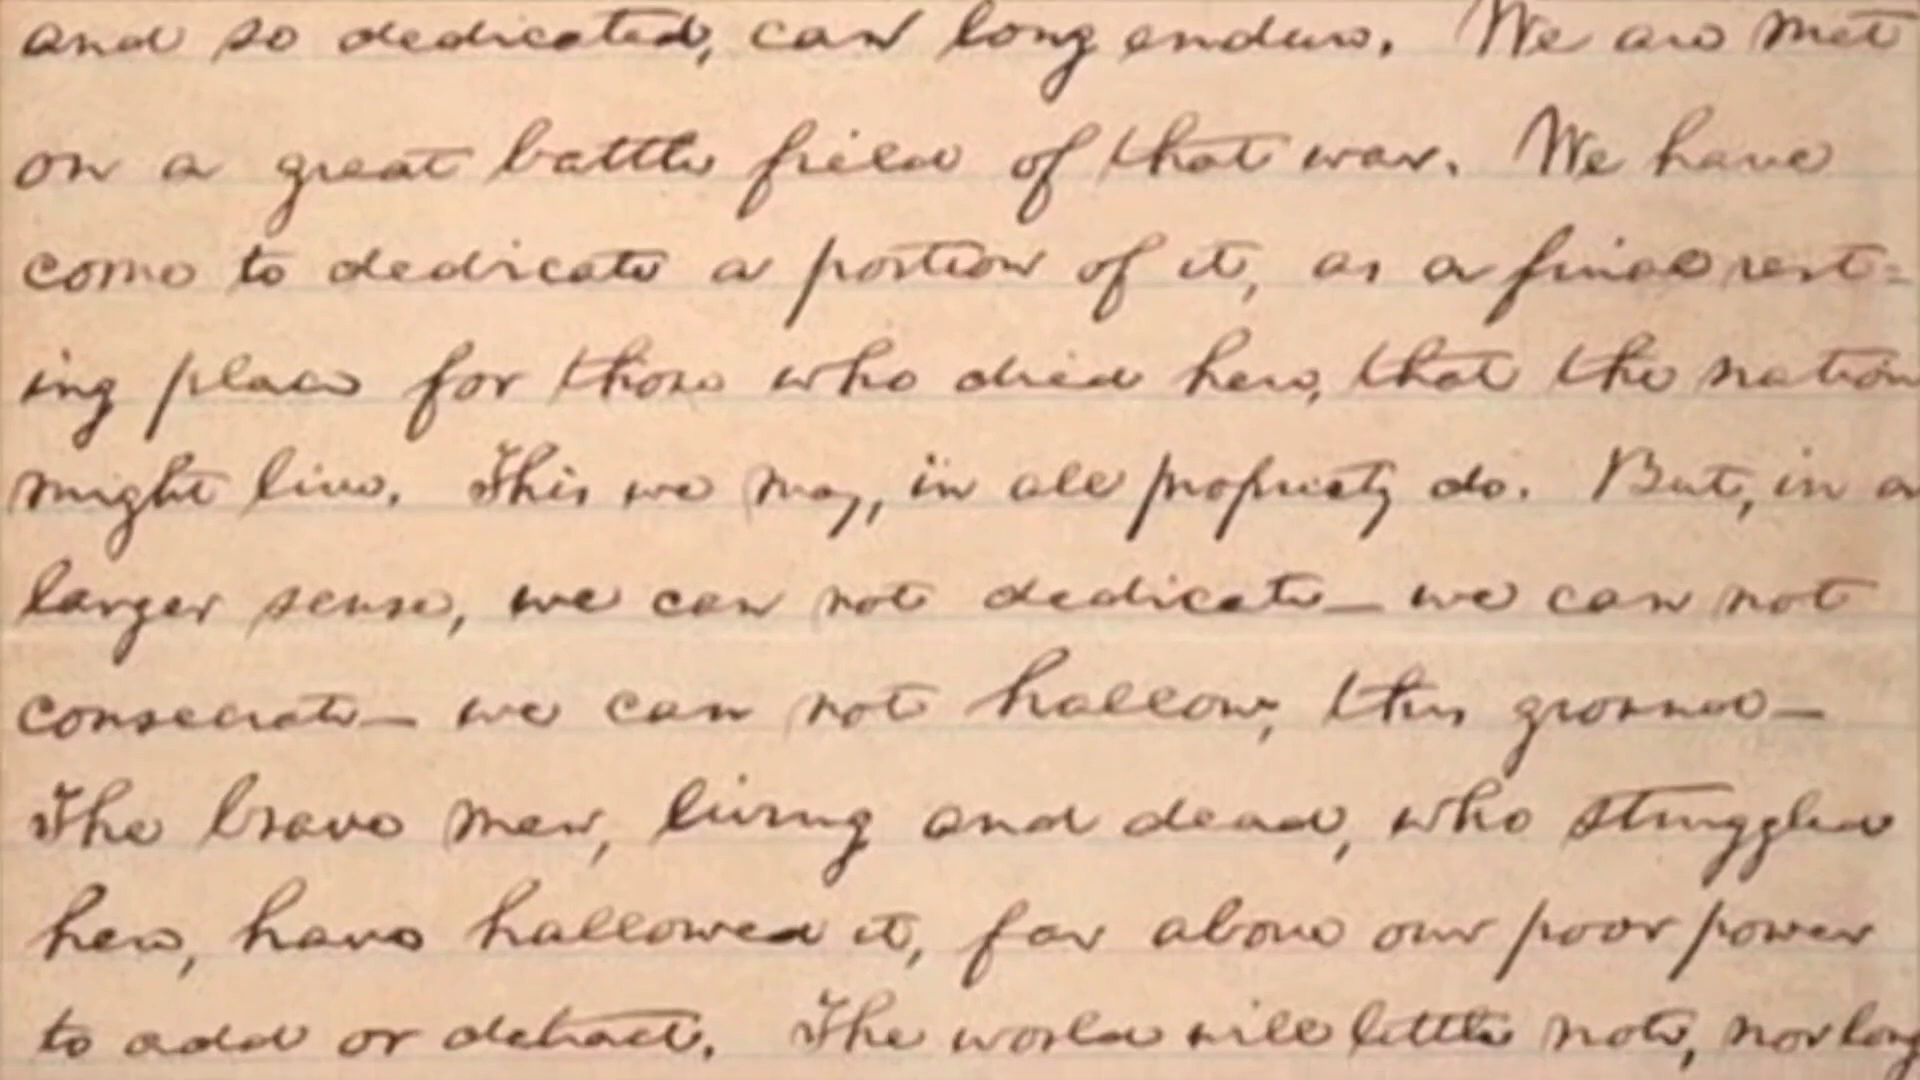 and so dedicated, can long endure. We are met
on a great battle field of that war. We have
come to dedicate a portion of it, as a final rest=
ing place for those who died here, that the nation
might live. This we may, in all propriety do. But, in a
larger sense, we can not dedicate— we can not
consecrate— we can not hallow, this ground—
The brave men, living and dead, who struggled
here, have hallowed it, far above our poor power
to add or detract. The world will little note, nor long